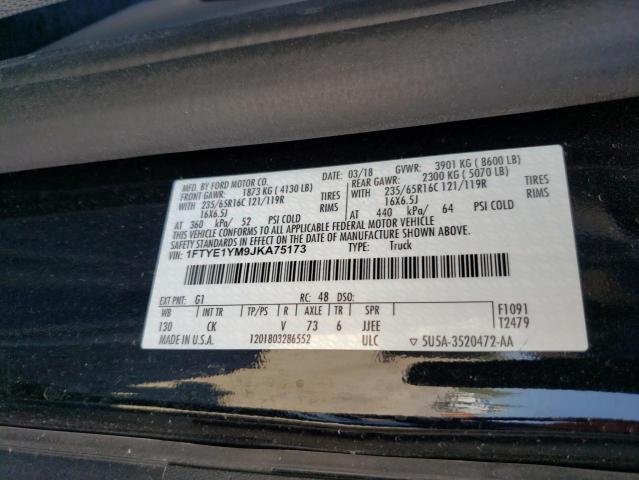 MFD. BY FORD MOTOR CO. 03/18 GVWR: 3901 KG ( 8600 LB)
FRONT GAWR: 1873 KG ( 4130 LB) REAR GAWR: 2300 KG ( 5070 LB)
WITH 235/65R16C 121/119R TIRES WITH 235/65R16C 121/119R TIRES
16X6.5J RIMS 16X6.5J RIMS
AT 360 kPa/ 52 PSI COLD AT 440 kPa/ 64 PSI COLD
THIS VEHICLE CONFORMS TO ALL APPLICABLE FEDERAL MOTOR VEHICLE
SAFETY STANDARDS IN EFFECT ON THE DATE OF MANUFACTURE SHOWN ABOVE.
VIN: 1FTYE1YM9JKA75173 TYPE: Truck
EXT PNT: G1 RC: 48 DSO: F1091
WB INT TR TP/PS R AXLE TR SPR T2479
130 CK V 73 6 JJEE
MADE IN U.S.A. 1201803286552 ULC ▽ 5U5A-3520472-AA